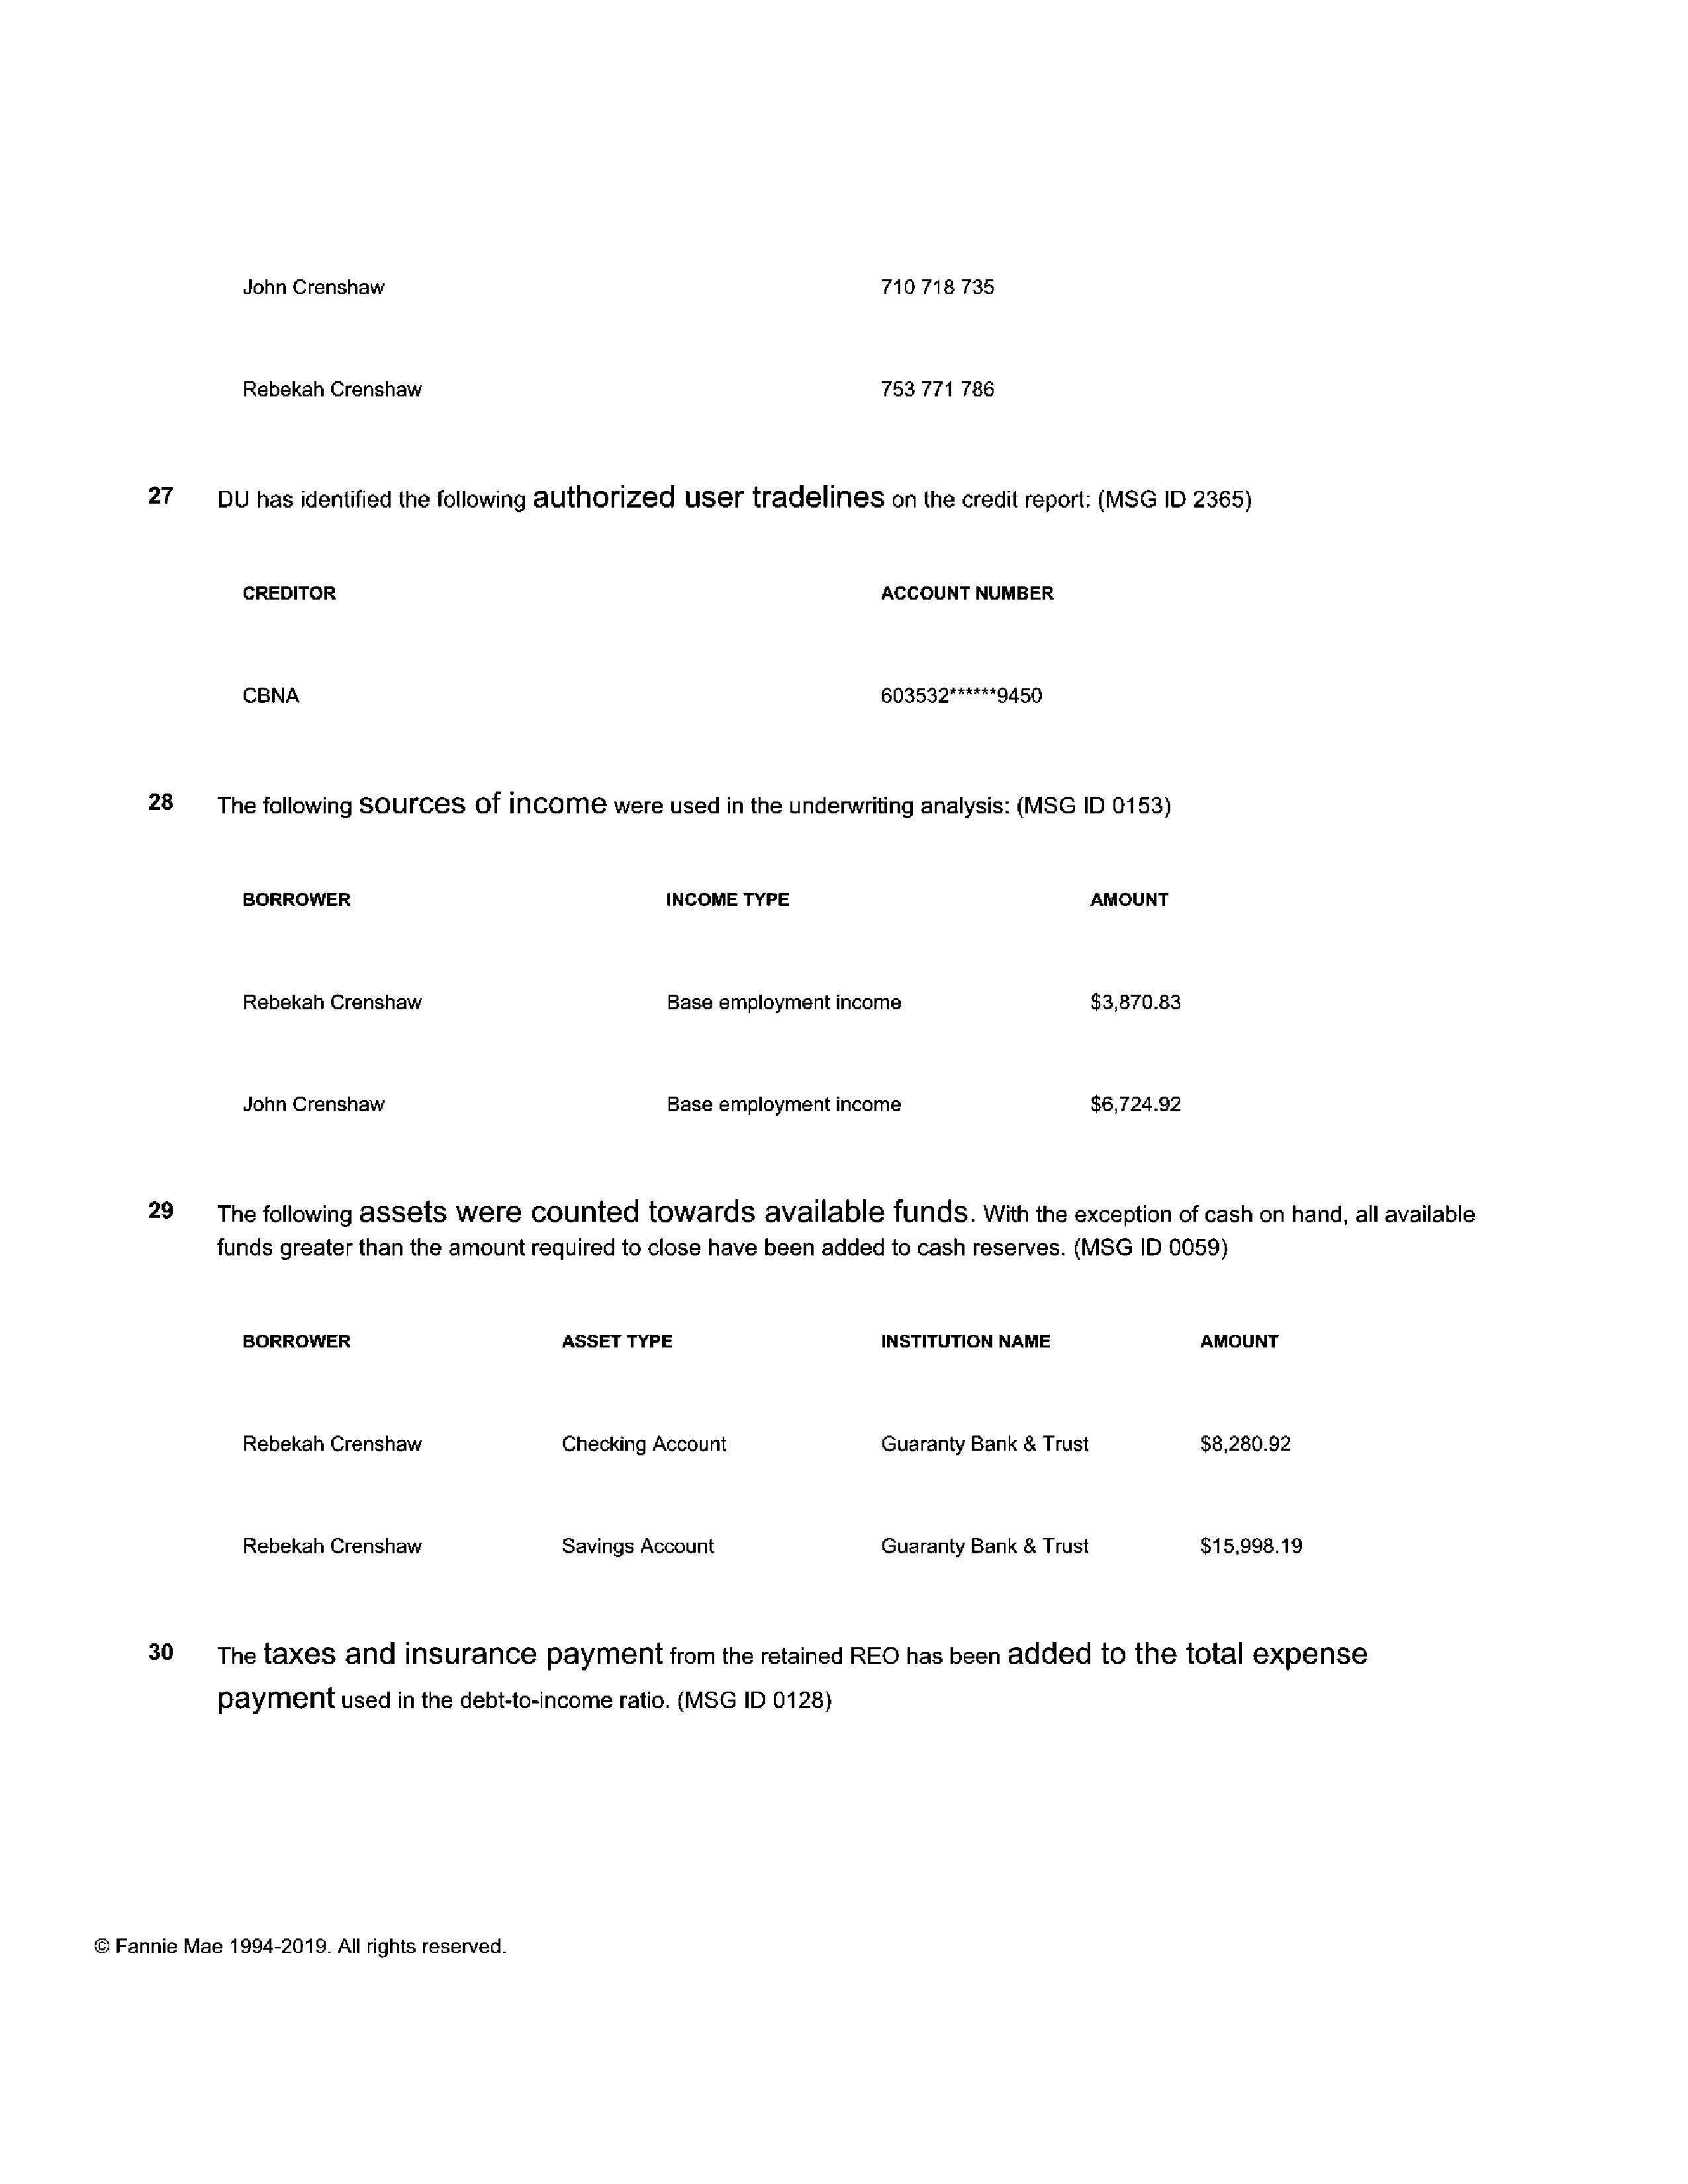 John Crenshaw 710 718 735
Rebekah Crenshaw 753 771 786
27 DU has identified the following authorized user tradelines on the credit report: (MSG ID 2365)
CREDITOR ACCOUNT NUMBER
CBNA 603532******9450
28 The following sources of income were used in the underwriting analysis: (MSG ID 0153)
BORROWER INCOME TYPE AMOUNT
Rebekah Crenshaw Base employment income $3,870.83
John Crenshaw Base employment income $6,724.92
29 The following assets were counted towards available funds. With the exception of cash on hand, all available
funds greater than the amount required to close have been added to cash reserves. (MSG ID 0059)
BORROWER ASSET TYPE INSTITUTION NAME AMOUNT
Rebekah Crenshaw Checking Account Guaranty Bank & Trust $8,280.92
Rebekah Crenshaw Savings Account Guaranty Bank & Trust $15,998.19
30 The taxes and insurance payment from the retained REO has been added to the total expense
payment used in the debt-to-income ratio. (MSG ID 0128)
© Fannie Mae 1994-2019. All rights reserved.